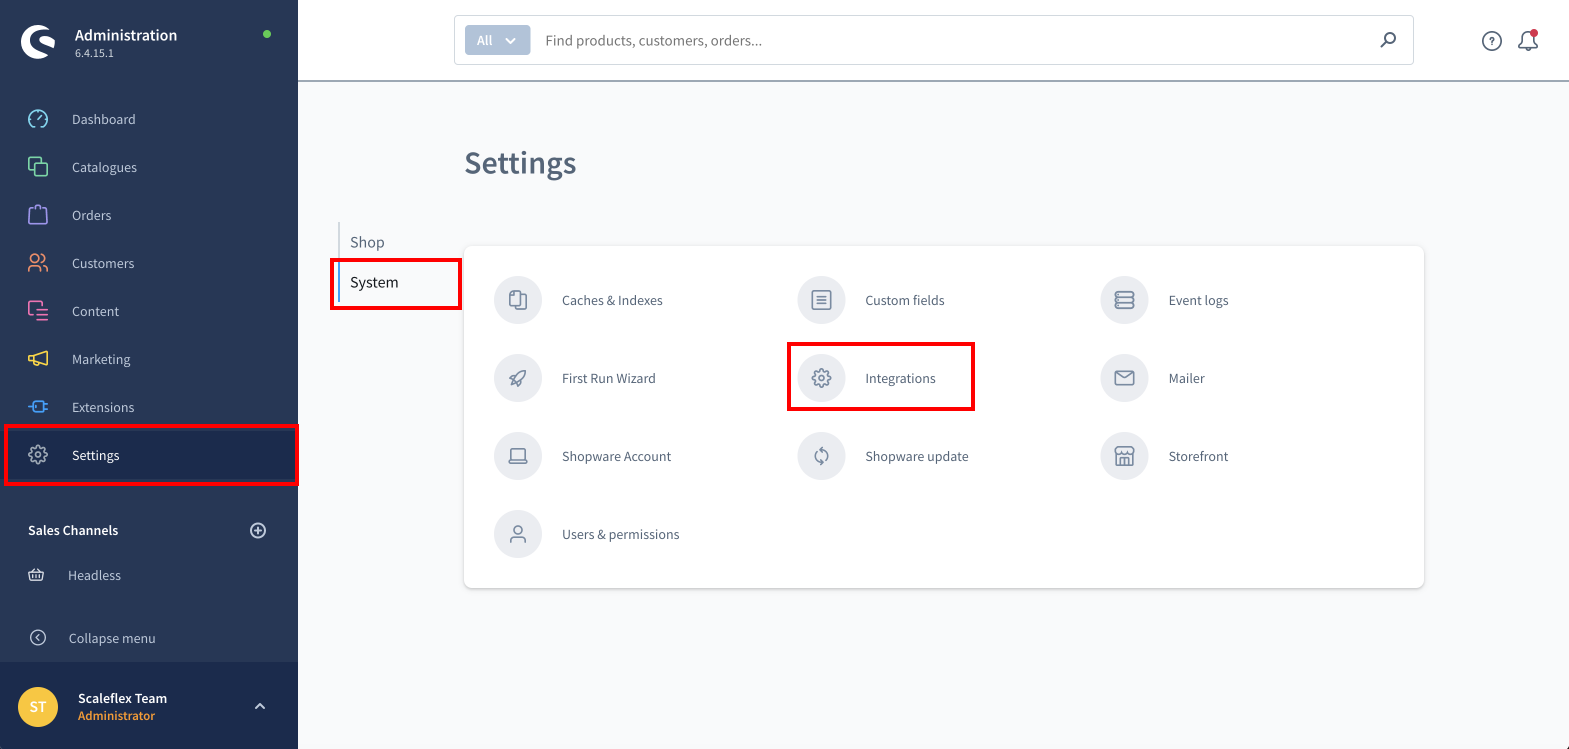 Administration
6.4.15.1
All
Find products, customers, orders...
Dashboard
Catalogues
Orders
Customers
Content
Marketing
Extensions
Settings
Sales Channels
Headless
Collapse menu
ST
Scaleflex Team
Administrator
Settings
Shop
System
Caches & Indexes
Custom fields
Event logs
First Run Wizard
Integrations
Mailer
Shopware Account
Shopware update
Storefront
Users & permissions